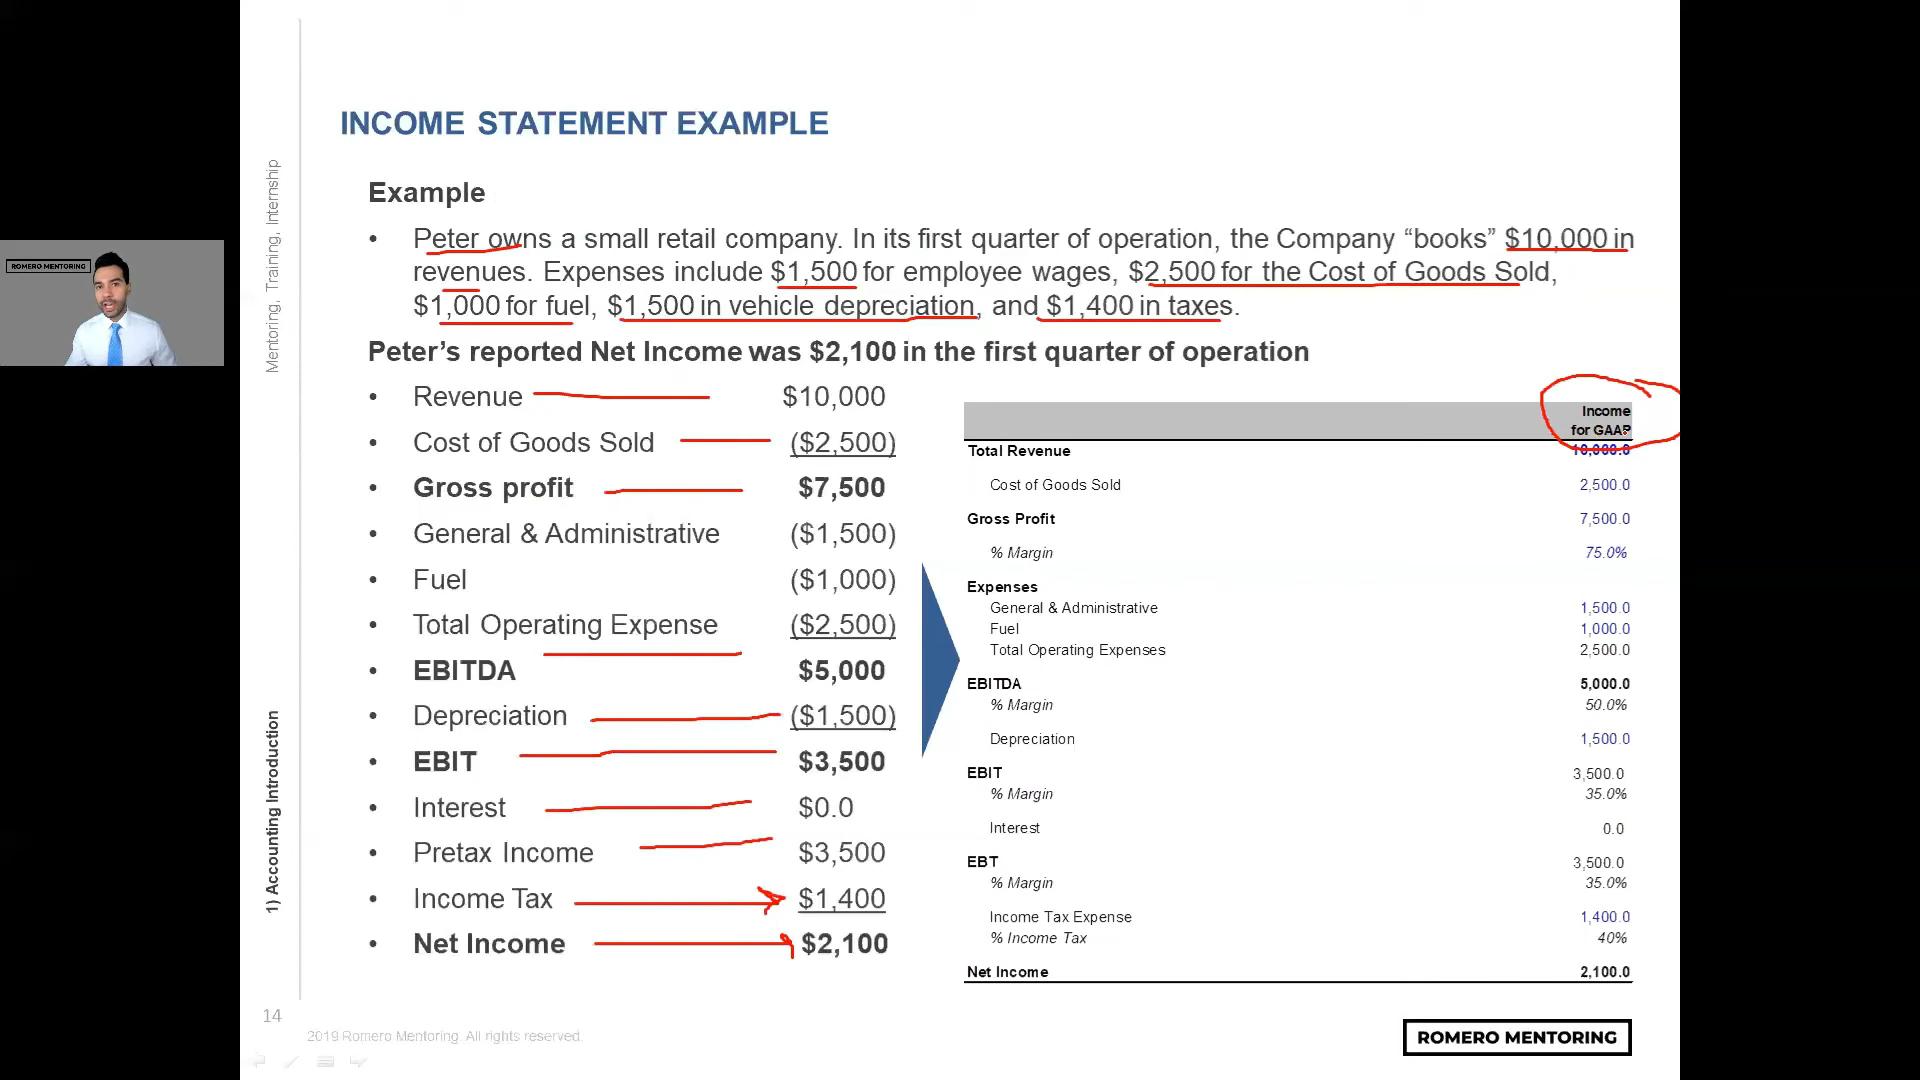 INCOME STATEMENT EXAMPLE
Mentoring, Training, Internship
1) Accounting Introduction
ROMERO MENTORING
Example
• Peter owns a small retail company. In its first quarter of operation, the Company “books” $10,000 in
revenues. Expenses include $1,500 for employee wages, $2,500 for the Cost of Goods Sold,
$1,000 for fuel, $1,500 in vehicle depreciation, and $1,400 in taxes.
Peter’s reported Net Income was $2,100 in the first quarter of operation
• Revenue $10,000
• Cost of Goods Sold ($2,500)
• Gross profit $7,500
• General & Administrative ($1,500)
• Fuel ($1,000)
• Total Operating Expense ($2,500)
• EBITDA $5,000
• Depreciation ($1,500)
• EBIT $3,500
• Interest $0.0
• Pretax Income $3,500
• Income Tax $1,400
• Net Income $2,100
Income
for GAAP
Total Revenue 10,000.0
Cost of Goods Sold 2,500.0
Gross Profit 7,500.0
% Margin 75.0%
Expenses
General & Administrative 1,500.0
Fuel 1,000.0
Total Operating Expenses 2,500.0
EBITDA 5,000.0
% Margin 50.0%
Depreciation 1,500.0
EBIT 3,500.0
% Margin 35.0%
Interest 0.0
EBT 3,500.0
% Margin 35.0%
Income Tax Expense 1,400.0
% Income Tax 40%
Net Income 2,100.0
14
2019 Romero Mentoring. All rights reserved.
ROMERO MENTORING